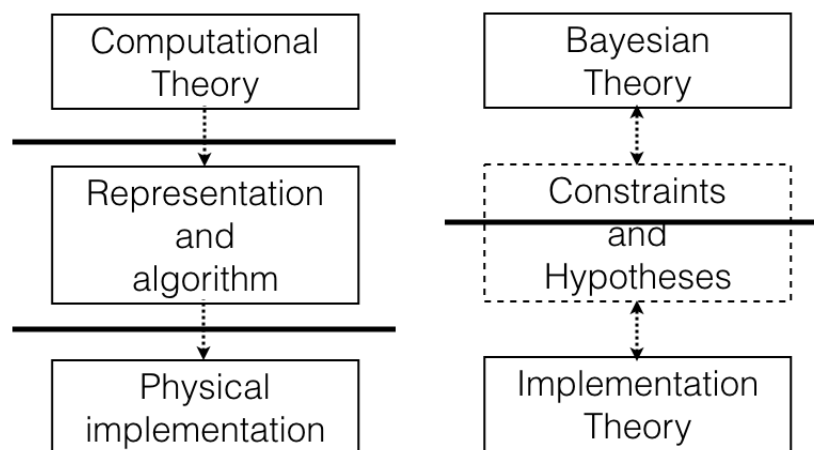 Computational
Theory
Representation
and
algorithm
Physical
implementation
Bayesian
Theory
Constraints
and
Hypotheses
Implementation
Theory